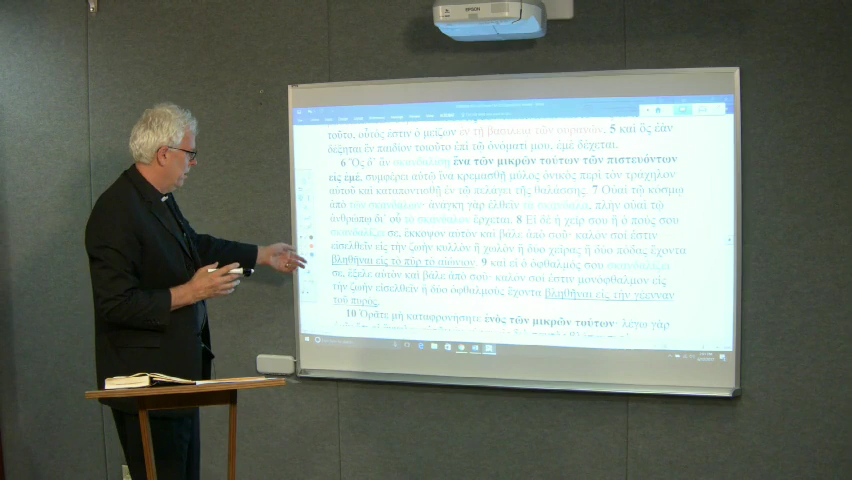 EPSON
τοῦτο, οὗτός ἐστιν ὁ μείζων ἐν τῇ βασιλείᾳ τῶν οὐρανῶν. 5 καὶ ὃς ἐὰν
δέξηται ἓν παιδίον τοιοῦτο ἐπὶ τῷ ὀνόματί μου, ἐμὲ δέχεται.
6 Ὃς δ᾽ ἂν σκανδαλίσῃ ἕνα τῶν μικρῶν τούτων τῶν πιστευόντων
εἰς ἐμέ, συμφέρει αὐτῷ ἵνα κρεμασθῇ μύλος ὀνικὸς περὶ τὸν τράχηλον
αὐτοῦ καὶ καταποντισθῇ ἐν τῷ πελάγει τῆς θαλάσσης. 7 Οὐαὶ τῷ κόσμῳ
ἀπὸ τῶν σκανδάλων· ἀνάγκη γὰρ ἐλθεῖν τὰ σκάνδαλα, πλὴν οὐαὶ τῷ
ἀνθρώπῳ δι᾽ οὗ τὸ σκάνδαλον ἔρχεται. 8 Εἰ δὲ ἡ χείρ σου ἢ ὁ πούς σου
σκανδαλίζει σε, ἔκκοψον αὐτὸν καὶ βάλε ἀπὸ σοῦ· καλόν σοί ἐστιν
εἰσελθεῖν εἰς τὴν ζωὴν κυλλὸν ἢ χωλὸν ἢ δύο χεῖρας ἢ δύο πόδας ἔχοντα
βληθῆναι εἰς τὸ πῦρ τὸ αἰώνιον. 9 καὶ εἰ ὁ ὀφθαλμός σου σκανδαλίζει
σε, ἔξελε αὐτὸν καὶ βάλε ἀπὸ σοῦ· καλόν σοί ἐστιν μονόφθαλμον εἰς
τὴν ζωὴν εἰσελθεῖν ἢ δύο ὀφθαλμοὺς ἔχοντα βληθῆναι εἰς τὴν γέενναν
τοῦ πυρός.
10 Ὁρᾶτε μὴ καταφρονήσητε ἑνὸς τῶν μικρῶν τούτων· λέγω γὰρ